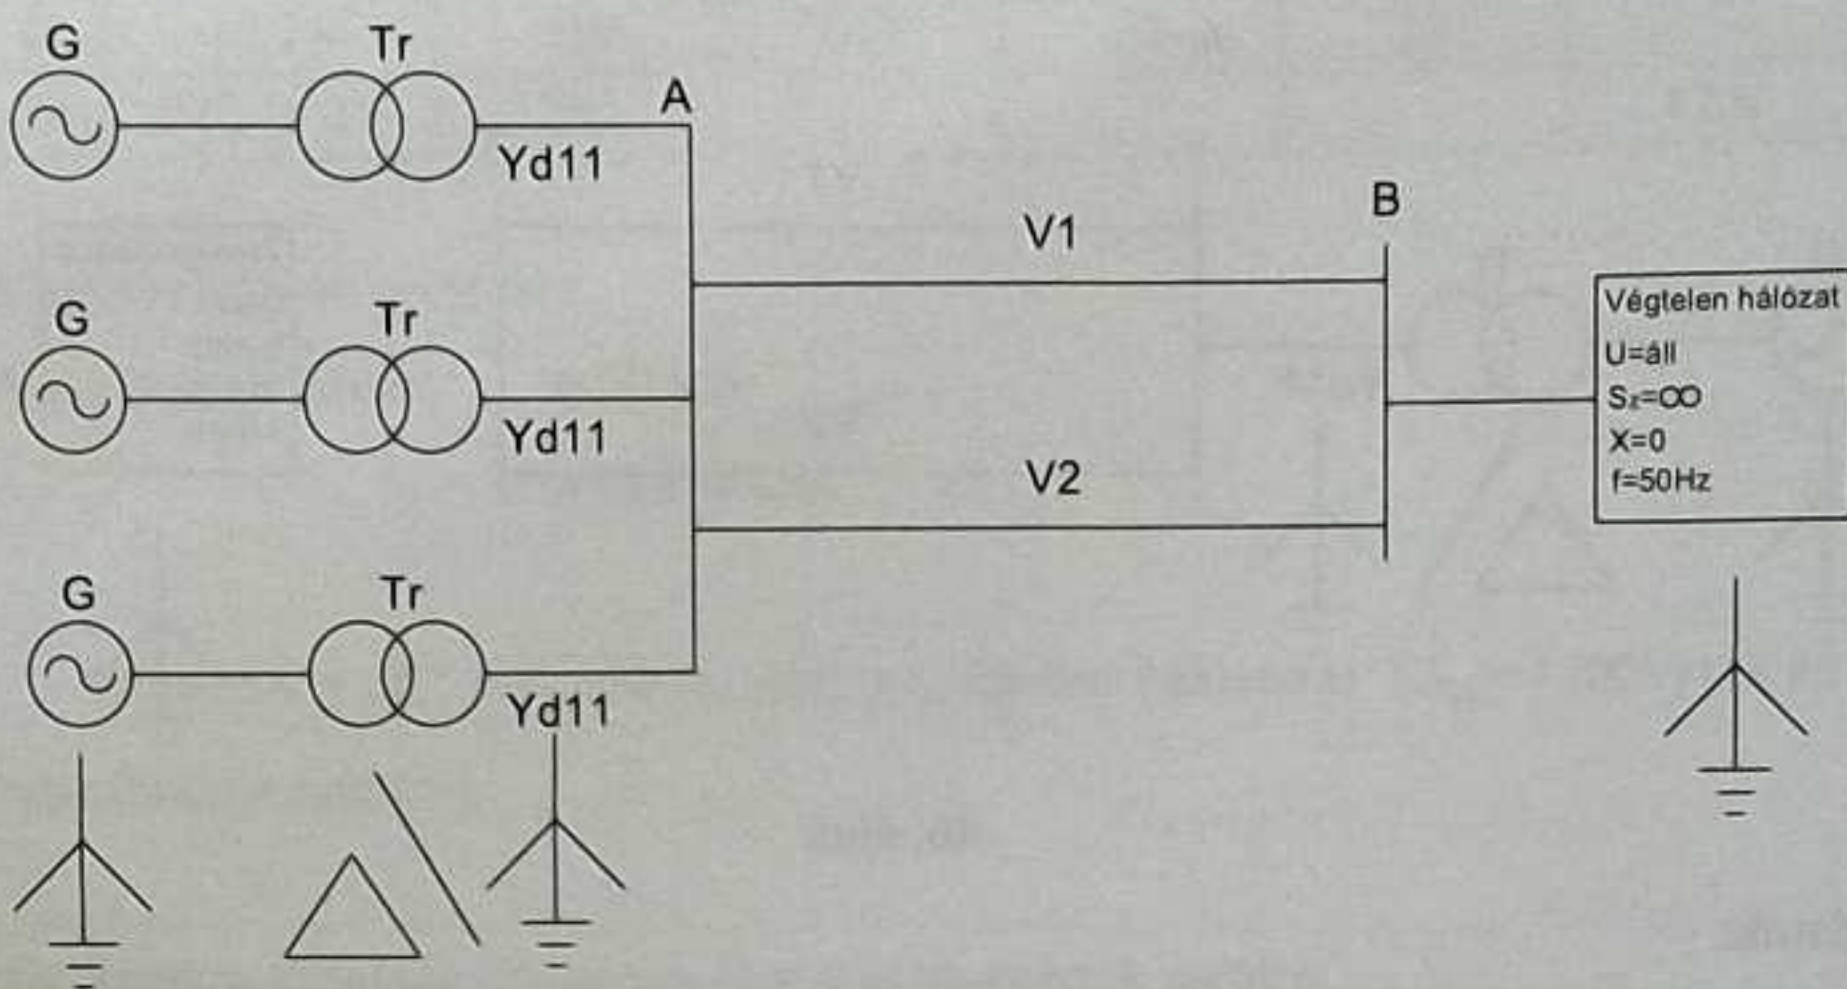 G
Tr
A
Yd11
V1
B
G
Tr
Yd11
V2
Végtelen hálózat
U=áll
Sz=∞
X=0
f=50Hz
G
Tr
Yd11